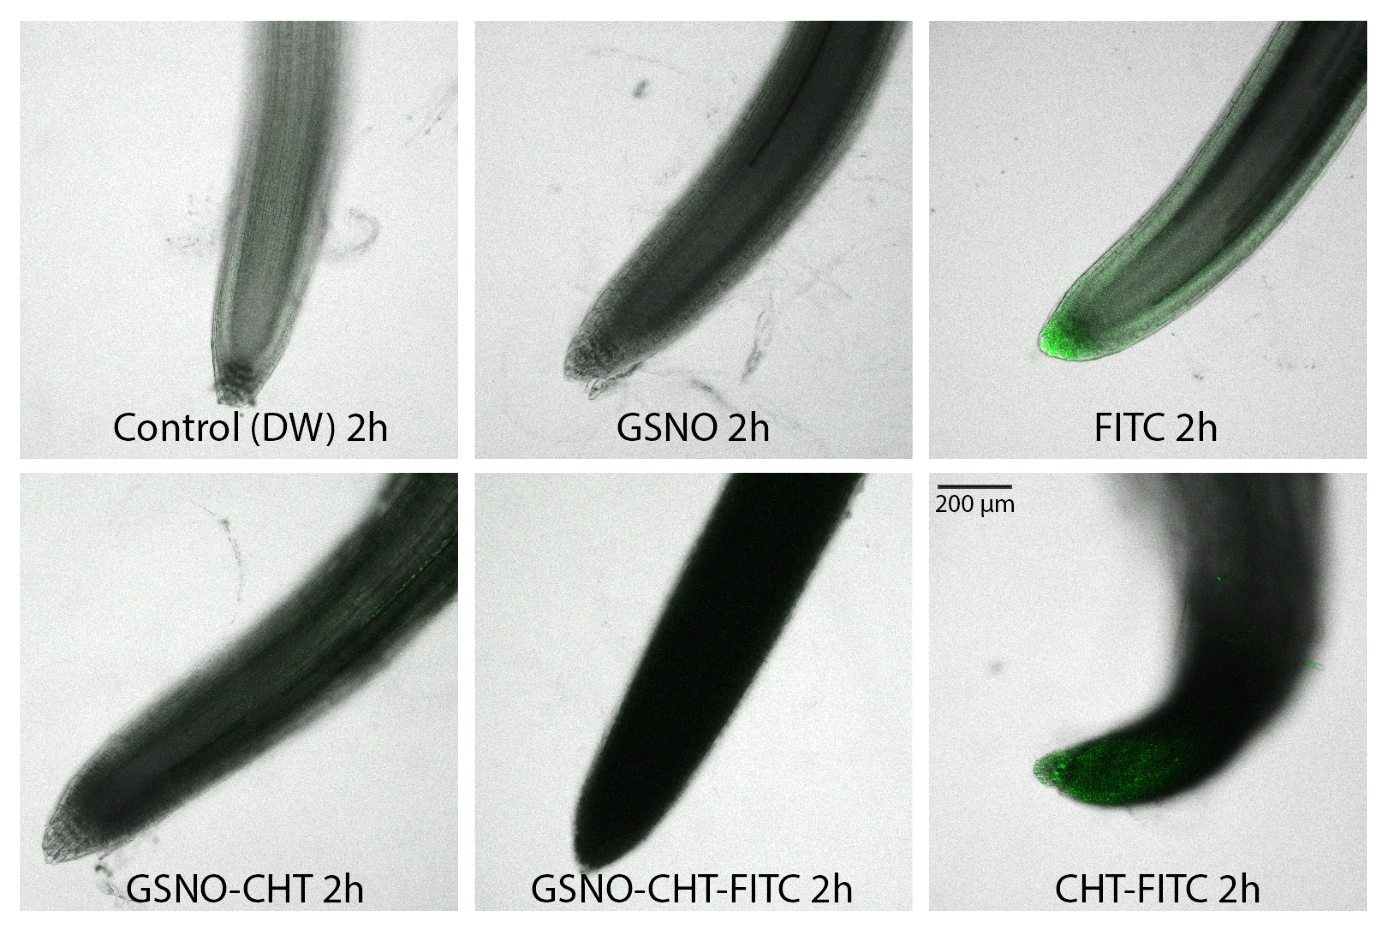 Control (DW) 2h
GSNO 2h
FITC 2h
GSNO-CHT 2h
GSNO-CHT-FITC 2h
200 µm
CHT-FITC 2h